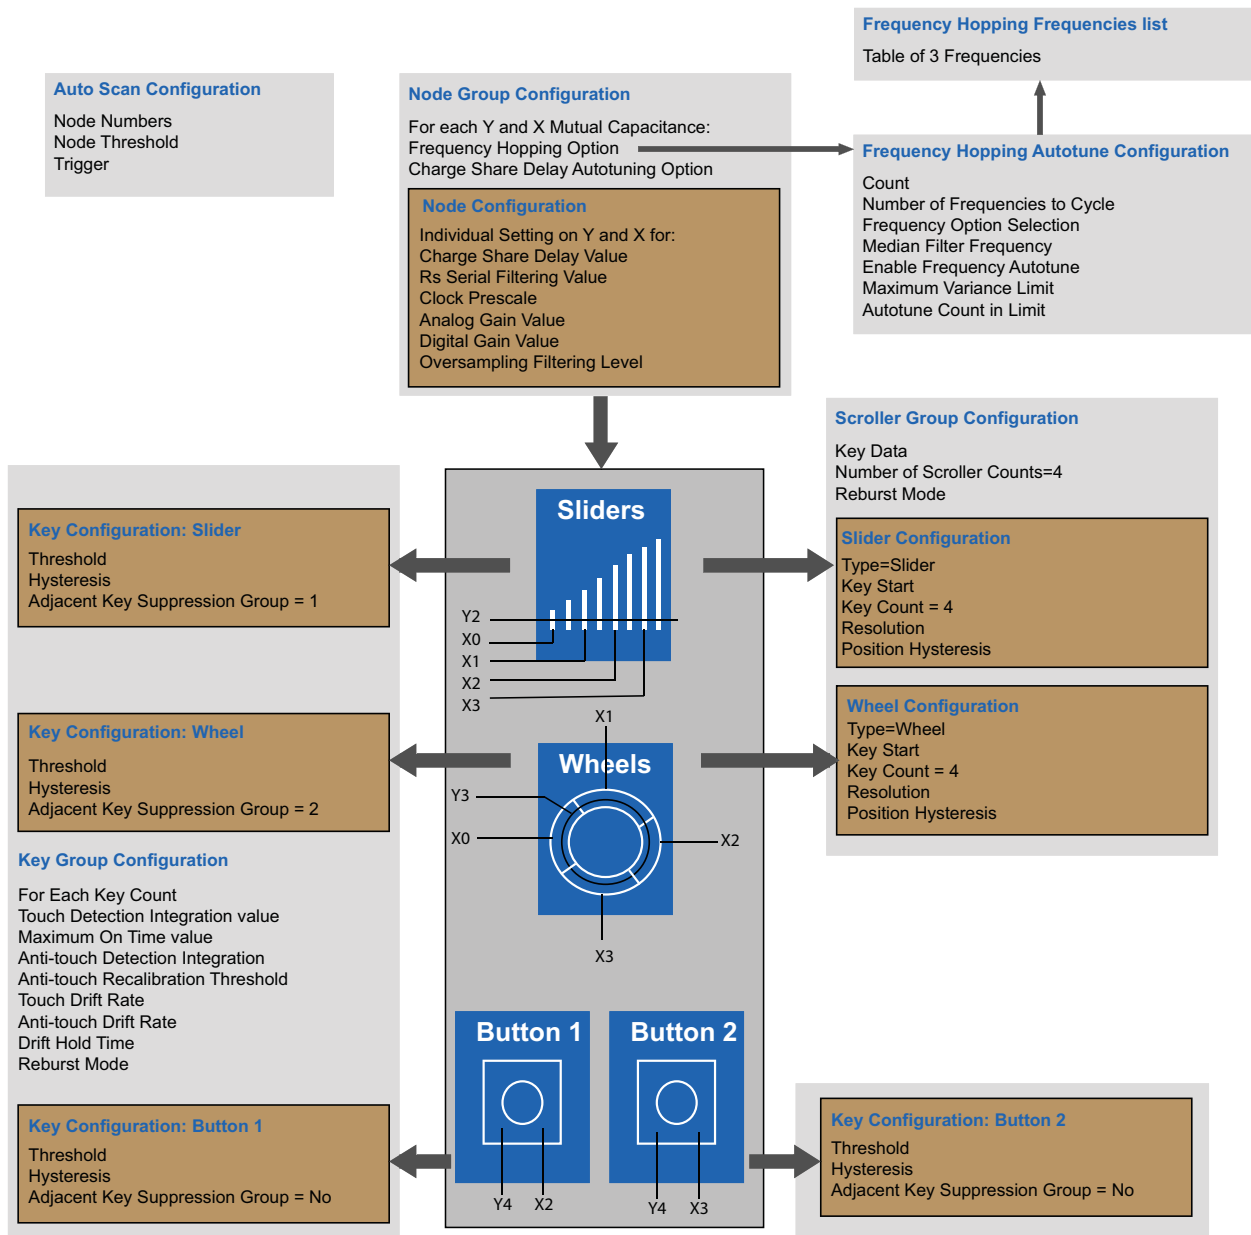 Frequency Hopping Frequencies list
Table of 3 Frequencies
Auto Scan Configuration
Node Numbers
Node Threshold
Trigger
Node Group Configuration
For each Y and X Mutual Capacitance:
Frequency Hopping Option
Charge Share Delay Autotuning Option
Node Configuration
Individual Setting on Y and X for:
Charge Share Delay Value
Rs Serial Filtering Value
Clock Prescale
Analog Gain Value
Digital Gain Value
Oversampling Filtering Level
Frequency Hopping Autotune Configuration
Count
Number of Frequencies to Cycle
Frequency Option Selection
Median Filter Frequency
Enable Frequency Autotune
Maximum Variance Limit
Autotune Count in Limit
Key Configuration: Slider
Threshold
Hysteresis
Adjacent Key Suppression Group = 1
Key Configuration: Wheel
Threshold
Hysteresis
Adjacent Key Suppression Group = 2
Key Group Configuration
For Each Key Count
Touch Detection Integration value
Maximum On Time value
Anti-touch Detection Integration
Anti-touch Recalibration Threshold
Touch Drift Rate
Anti-touch Drift Rate
Drift Hold Time
Reburst Mode
Key Configuration: Button 1
Threshold
Hysteresis
Adjacent Key Suppression Group = No
Sliders
Y2
X0
X1
X2
X3
X1
Wheels
Y3
X0
X2
X3
Button 1
Y4
X2
Button 2
Y4
X3
Scroller Group Configuration
Key Data
Number of Scroller Counts=4
Reburst Mode
Slider Configuration
Type=Slider
Key Start
Key Count = 4
Resolution
Position Hysteresis
Wheel Configuration
Type=Wheel
Key Start
Key Count = 4
Resolution
Position Hysteresis
Key Configuration: Button 2
Threshold
Hysteresis
Adjacent Key Suppression Group = No